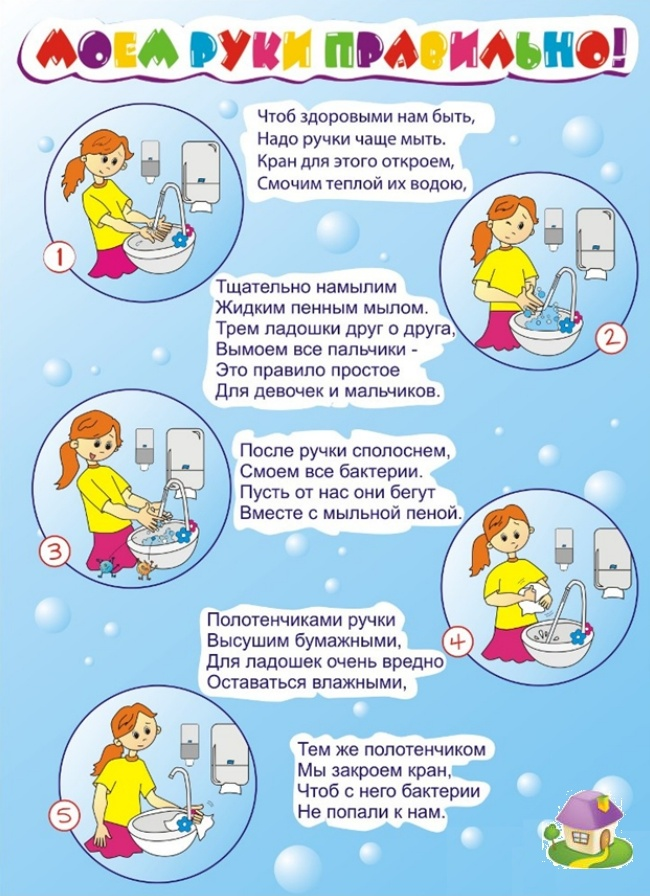 МОЕМ РУКИ ПРАВИЛЬНО!
Чтоб здоровыми нам быть,
Надо ручки чаще мыть.
Кран для этого откроем,
Смочим теплой их водою,
1
2
Тщательно намылим
Жидким пенным мылом.
Трем ладошки друг о друга,
Вымоем все пальчики -
Это правило простое
Для девочек и мальчиков.
3
После ручки сполоснем,
Смоем все бактерии.
Пусть от нас они бегут
Вместе с мыльной пеной.
4
Полотенчиками ручки
Высушим бумажными,
Для ладошек очень вредно
Оставаться влажными,
5
Тем же полотенчиком
Мы закроем кран,
Чтоб с него бактерии
Не попали к нам.